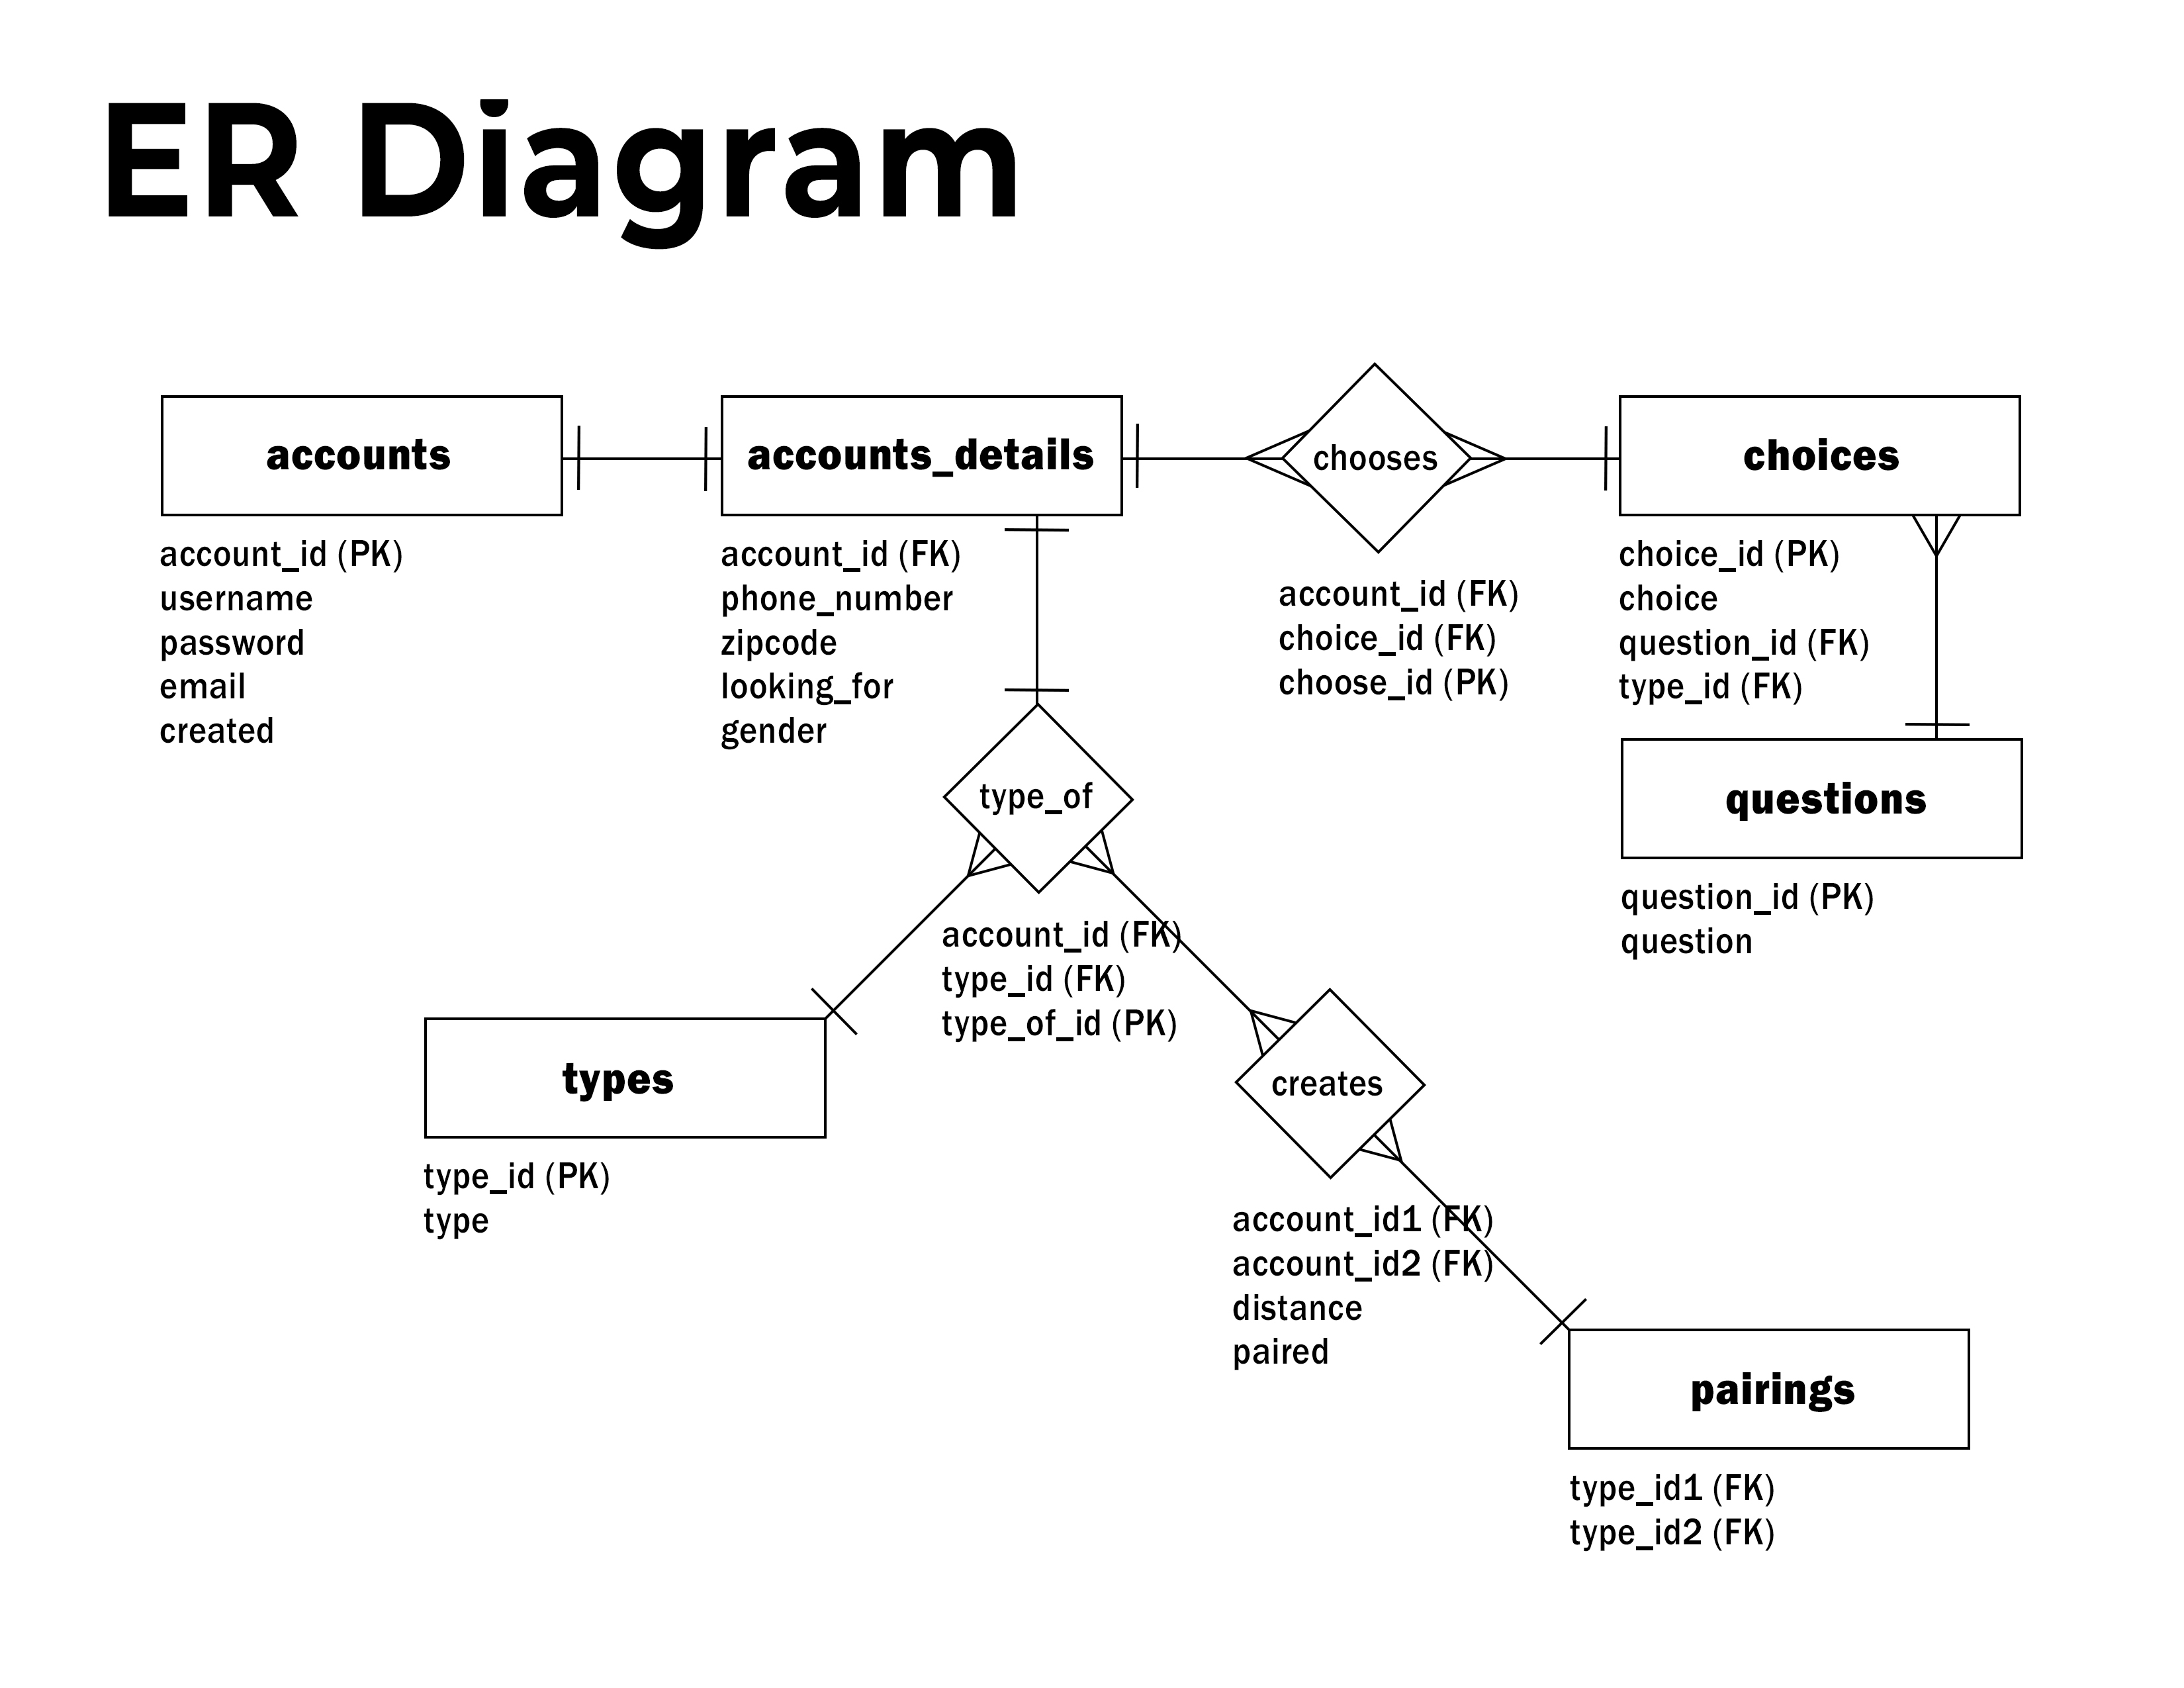 ER Diagram
accounts
account_id (PK)
username
password
email
created
accounts_details
account_id (FK)
phone_number
zipcode
looking_for
gender
chooses
account_id (FK)
choice_id (FK)
choose_id (PK)
choices
choice_id (PK)
choice
question_id (FK)
type_id (FK)
questions
question_id (PK)
question
type_of
account_id (FK)
type_id (FK)
type_of_id (PK)
types
type_id (PK)
type
creates
account_id1 (FK)
account_id2 (FK)
distance
paired
pairings
type_id1 (FK)
type_id2 (FK)